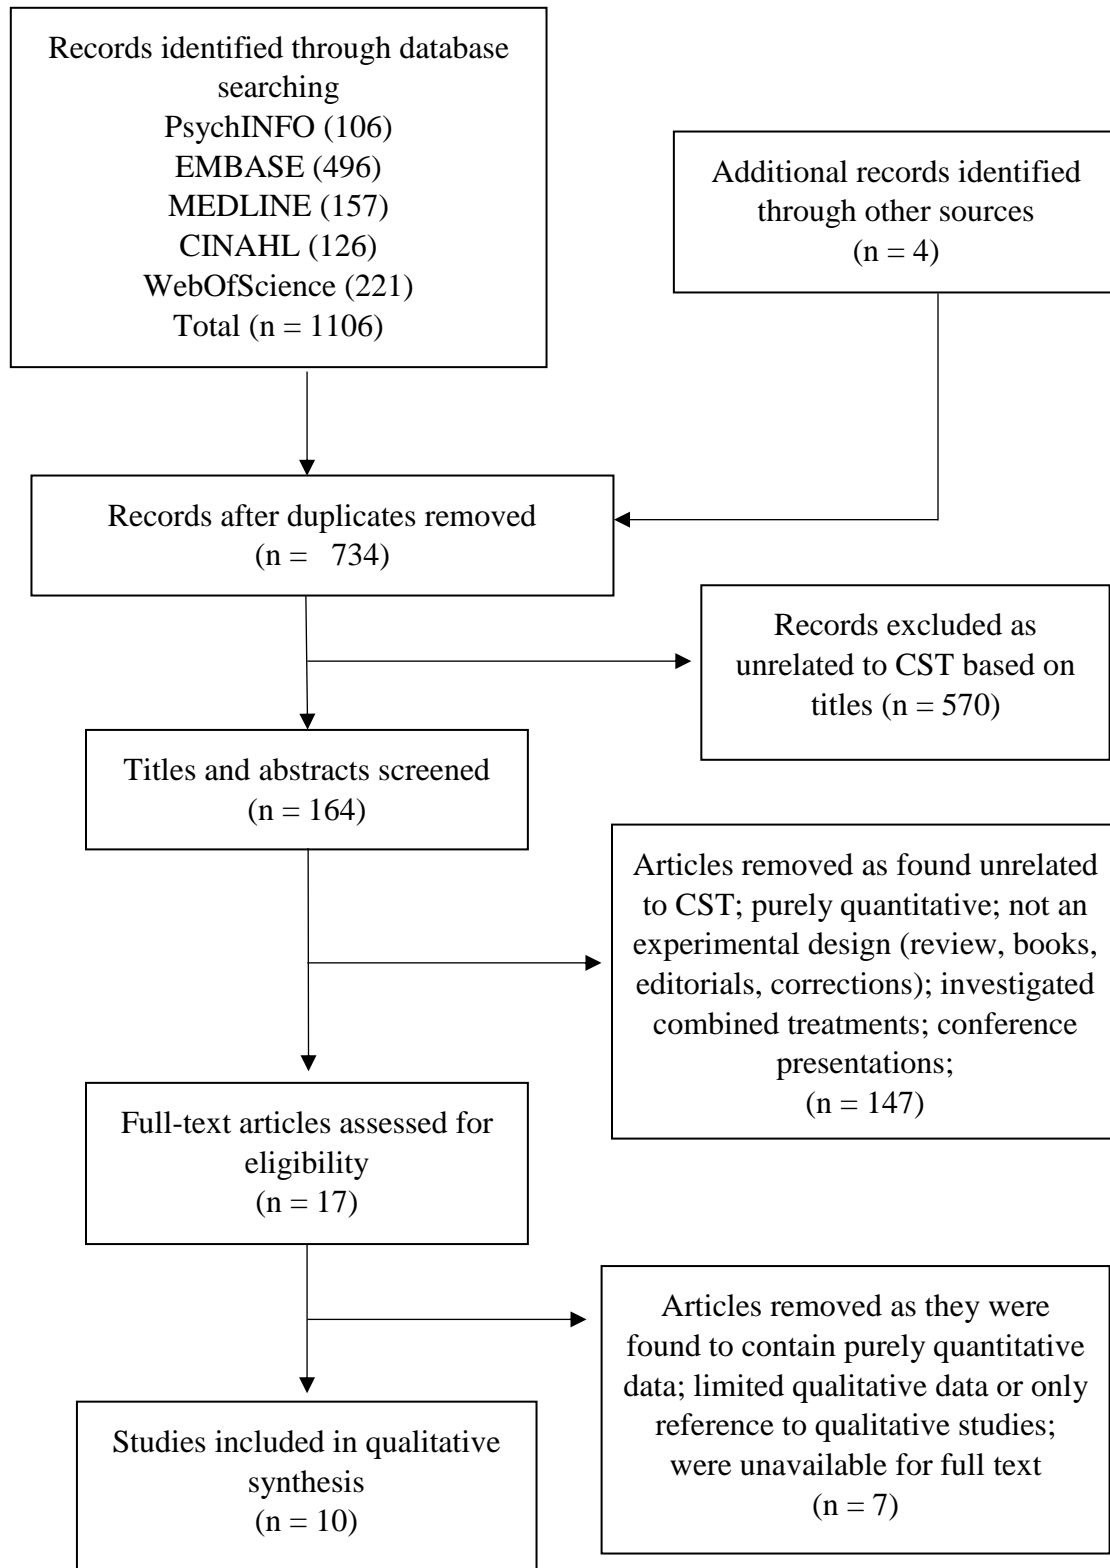 Records identified through database
searching
PsychINFO (106)
EMBASE (496)
MEDLINE (157)
CINAHL (126)
WebOfScience (221)
Total (n = 1106)
Additional records identified
through other sources
(n = 4)
Records after duplicates removed
(n = 734)
Records excluded as
unrelated to CST based on
titles (n = 570)
Titles and abstracts screened
(n = 164)
Articles removed as found unrelated
to CST; purely quantitative; not an
experimental design (review, books,
editorials, corrections); investigated
combined treatments; conference
presentations;
(n = 147)
Full-text articles assessed for
eligibility
(n = 17)
Articles removed as they were
found to contain purely quantitative
data; limited qualitative data or only
reference to qualitative studies;
were unavailable for full text
(n = 7)
Studies included in qualitative
synthesis
(n = 10)